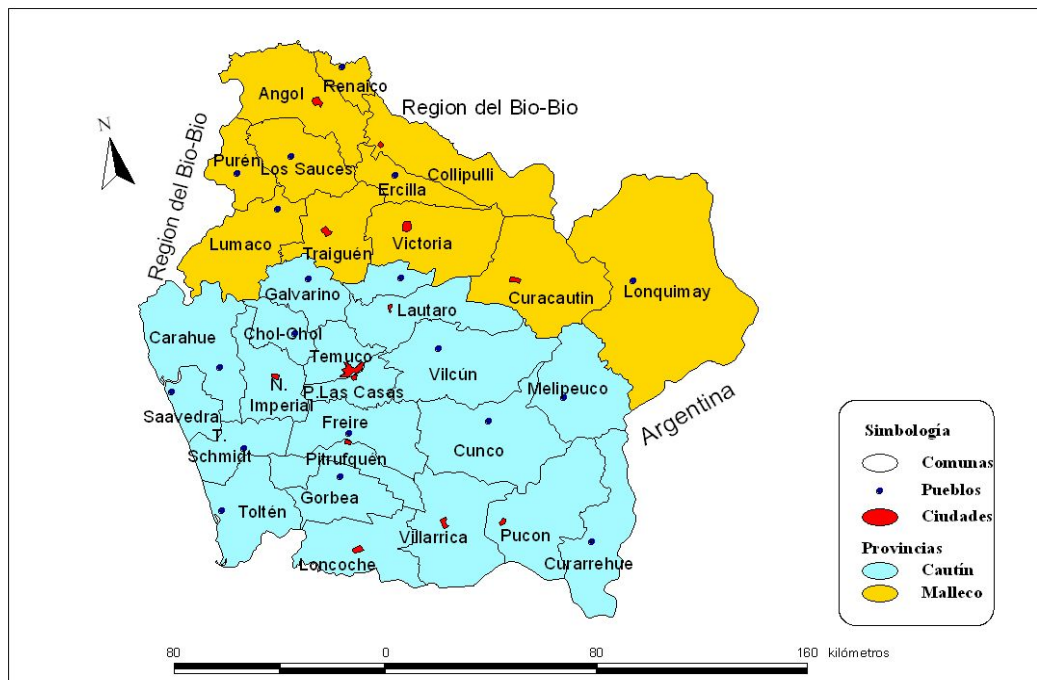 Renaico
Angol
Region del Bio-Bio
Region del Bio-Bio
N
Purén
Los Sauces
Collipulli
Ercilla
Lumaco
Traiguén
Victoria
Curacautin
Lonquimay
Galvarino
Lautaro
Carahue
Chol-Chol
Temuco
Vilcún
Melipeuco
N.
Imperial
P.Las Casas
Saavedra
T.
Schmidt
Freire
Cunco
Argentina
Pitrufquén
Gorbea
Toltén
Villarrica
Pucon
Loncoche
Curarrehue
Simbología
Comunas
Pueblos
Ciudades
Provincias
Cautín
Malleco
80 0 80 160 kilómetros